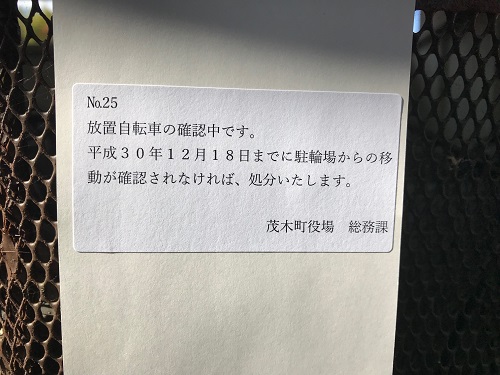 №25
放置自転車の確認中です。
平成３０年１２月１８日までに駐輪場からの移
動が確認されなければ、処分いたします。
茂木町役場　総務課